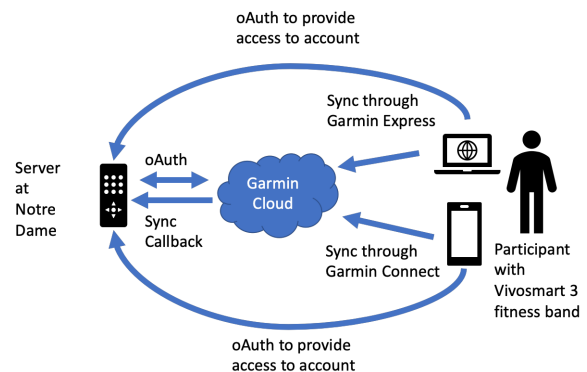 oAuth to provide
access to account
Sync through
Garmin Express
Server
at
Notre
Dame
oAuth
Garmin
Cloud
Sync
Callback
Sync through
Garmin Connect
Participant
with
Vivosmart 3
fitness band
oAuth to provide
access to account